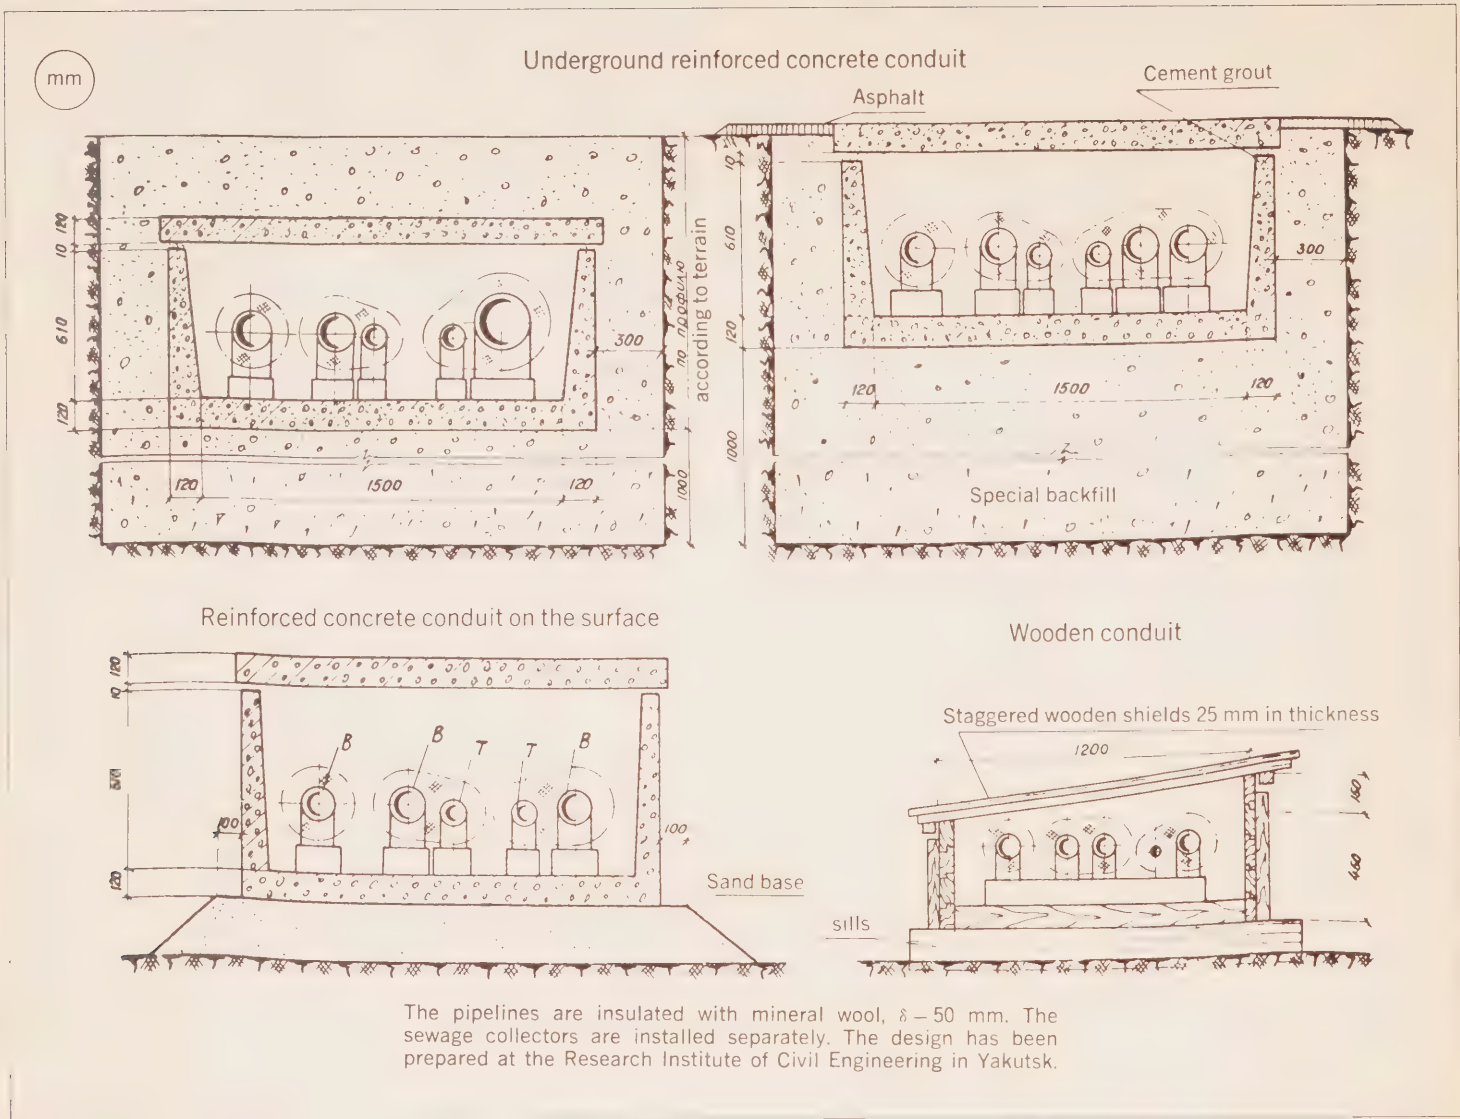 mm
Underground reinforced concrete conduit
Asphalt
Cement grout
120
10
610
120
300
120
1500
120
по профилю
according to terrain
1000
10
610
120
1000
300
120
1500
120
Special backfill
Reinforced concrete conduit on the surface
120
10
120
100
B
B
T
T
B
100
Sand base
Wooden conduit
Staggered wooden shields 25 mm in thickness
1200
460
sills
The pipelines are insulated with mineral wool, δ – 50 mm. The
sewage collectors are installed separately. The design has been
prepared at the Research Institute of Civil Engineering in Yakutsk.